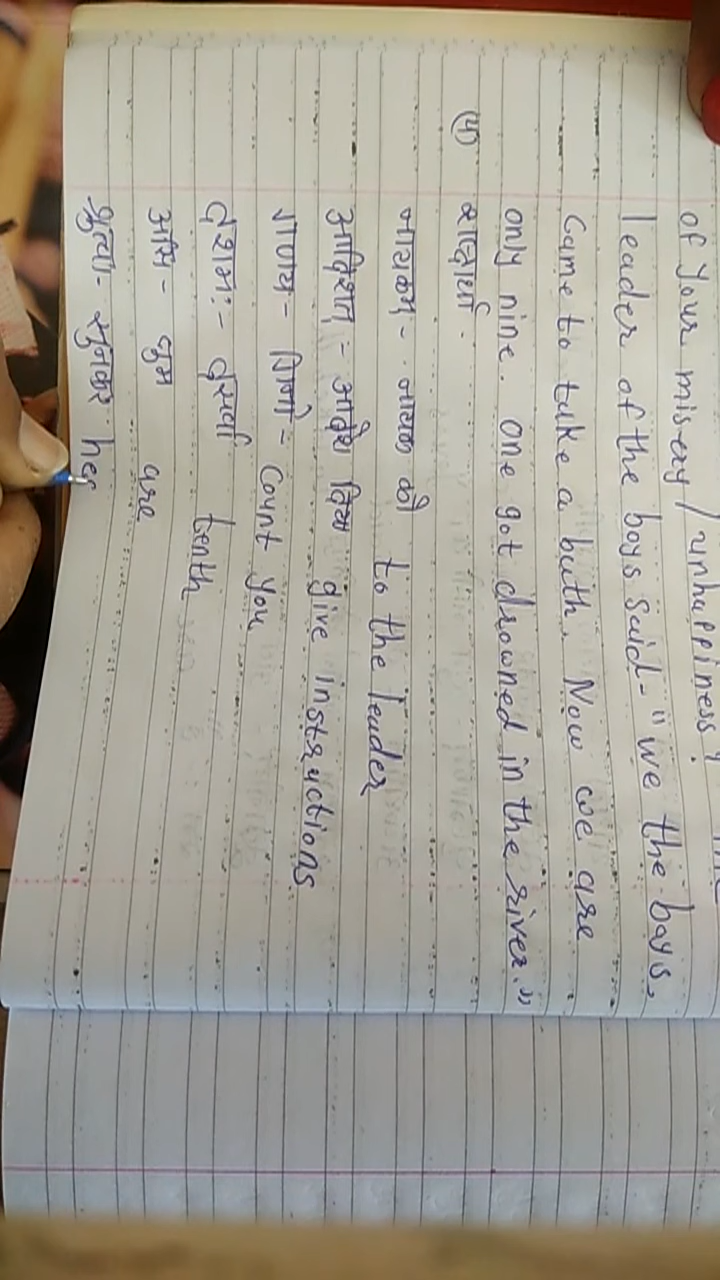 of your misery/unhappiness?
leader of the boys said-"we the boys,
Came to take a bath. Now we are
only nine. One got drowned in the river."
शब्दार्थ -
नायकम् - नायक को to the leader
आदिशत् - आदेश दिया give instructions
गणय - गिनो - Count you
दशमः - दसवाँ tenth
असि - तुम are
श्रुत्वा - सुनकर hea